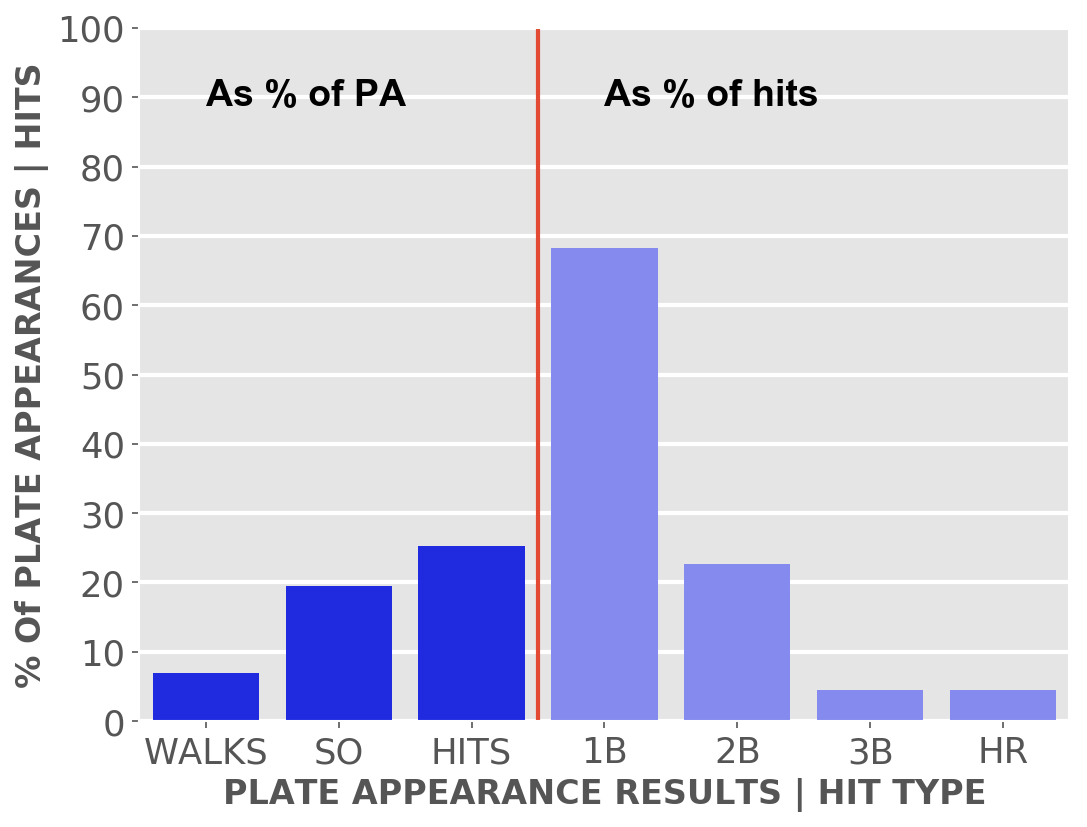 100
90
80
70
60
50
40
30
20
10
0
% Of PLATE APPEARANCES | HITS
As % of PA
As % of hits
WALKS SO HITS 1B 2B 3B HR
PLATE APPEARANCE RESULTS | HIT TYPE